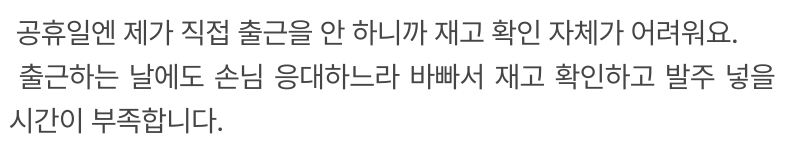 공휴일엔 제가 직접 출근을 안 하니까 재고 확인 자체가 어려워요.
출근하는 날에도 손님 응대하느라 바빠서 재고 확인하고 발주 넣을
시간이 부족합니다.